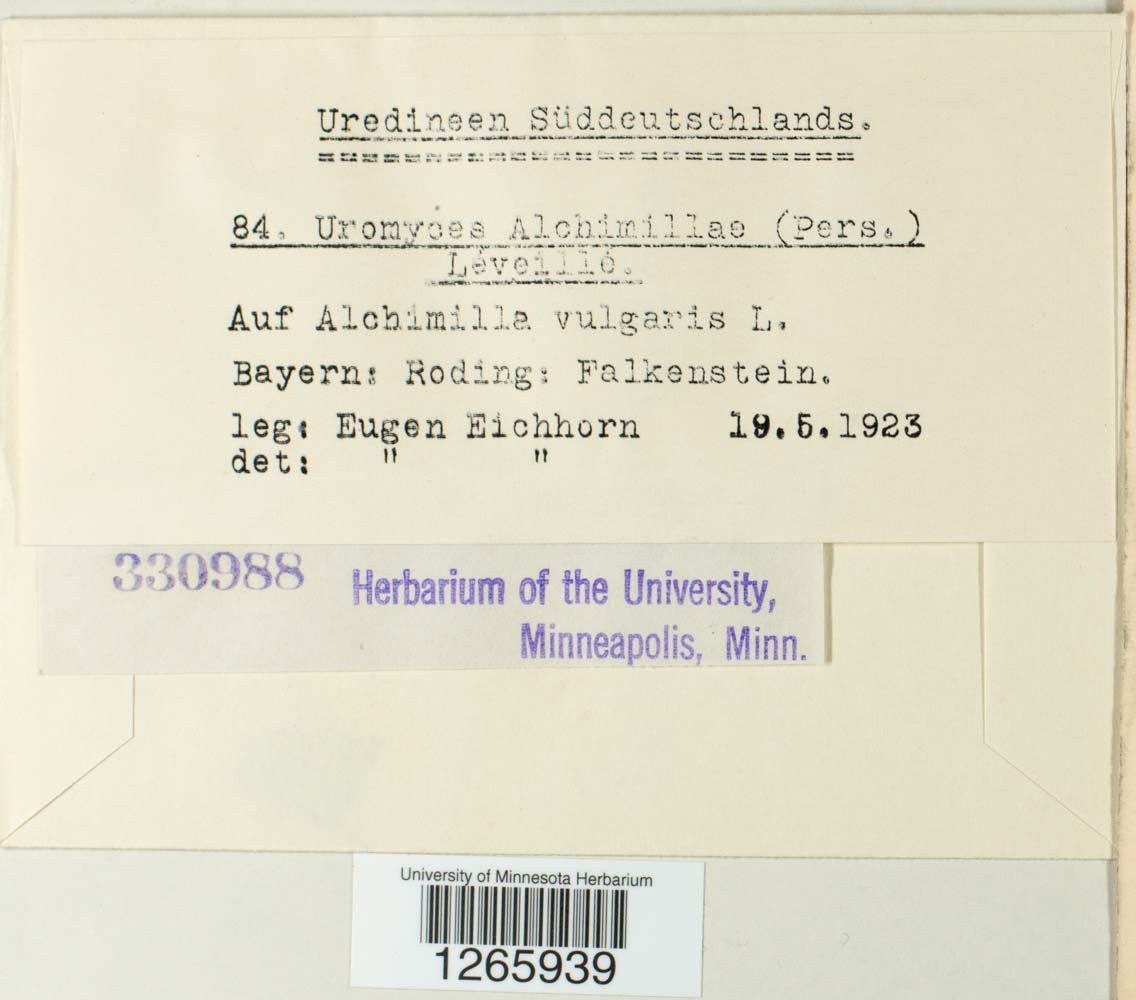 Uredineen Süddeutschlands.
==========================
84. Uromyces Alchimillae (Pers.)
Léveillé.
Auf Alchimilla vulgaris L.
Bayern: Roding: Falkenstein.
leg: Eugen Eichhorn 19.5.1923
det: " "
330988 Herbarium of the University,
Minneapolis, Minn.
University of Minnesota Herbarium
1265939